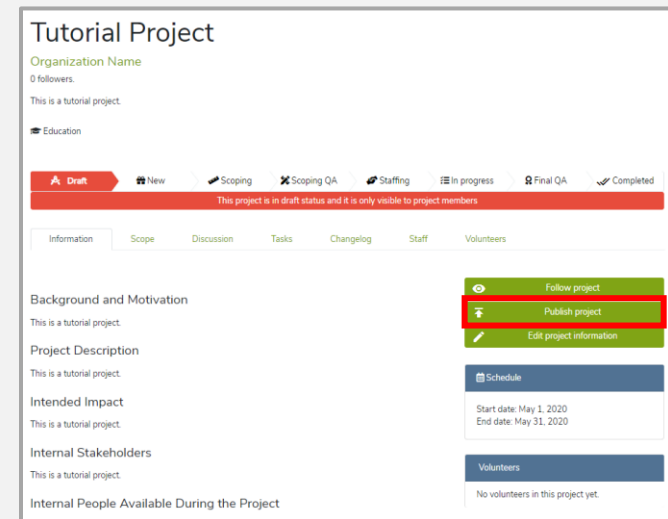 Tutorial Project
Organization Name
0 followers.
This is a tutorial project.
Education
Draft New Scoping Scoping QA Staffing In progress Final QA Completed
This project is in draft status and it is only visible to project members
Information Scope Discussion Tasks Changelog Staff Volunteers
Follow project
Publish project
Edit project information
Background and Motivation
This is a tutorial project.
Project Description
This is a tutorial project.
Intended Impact
This is a tutorial project.
Internal Stakeholders
This is a tutorial project.
Internal People Available During the Project
Schedule
Start date: May 1, 2020
End date: May 31, 2020
Volunteers
No volunteers in this project yet.